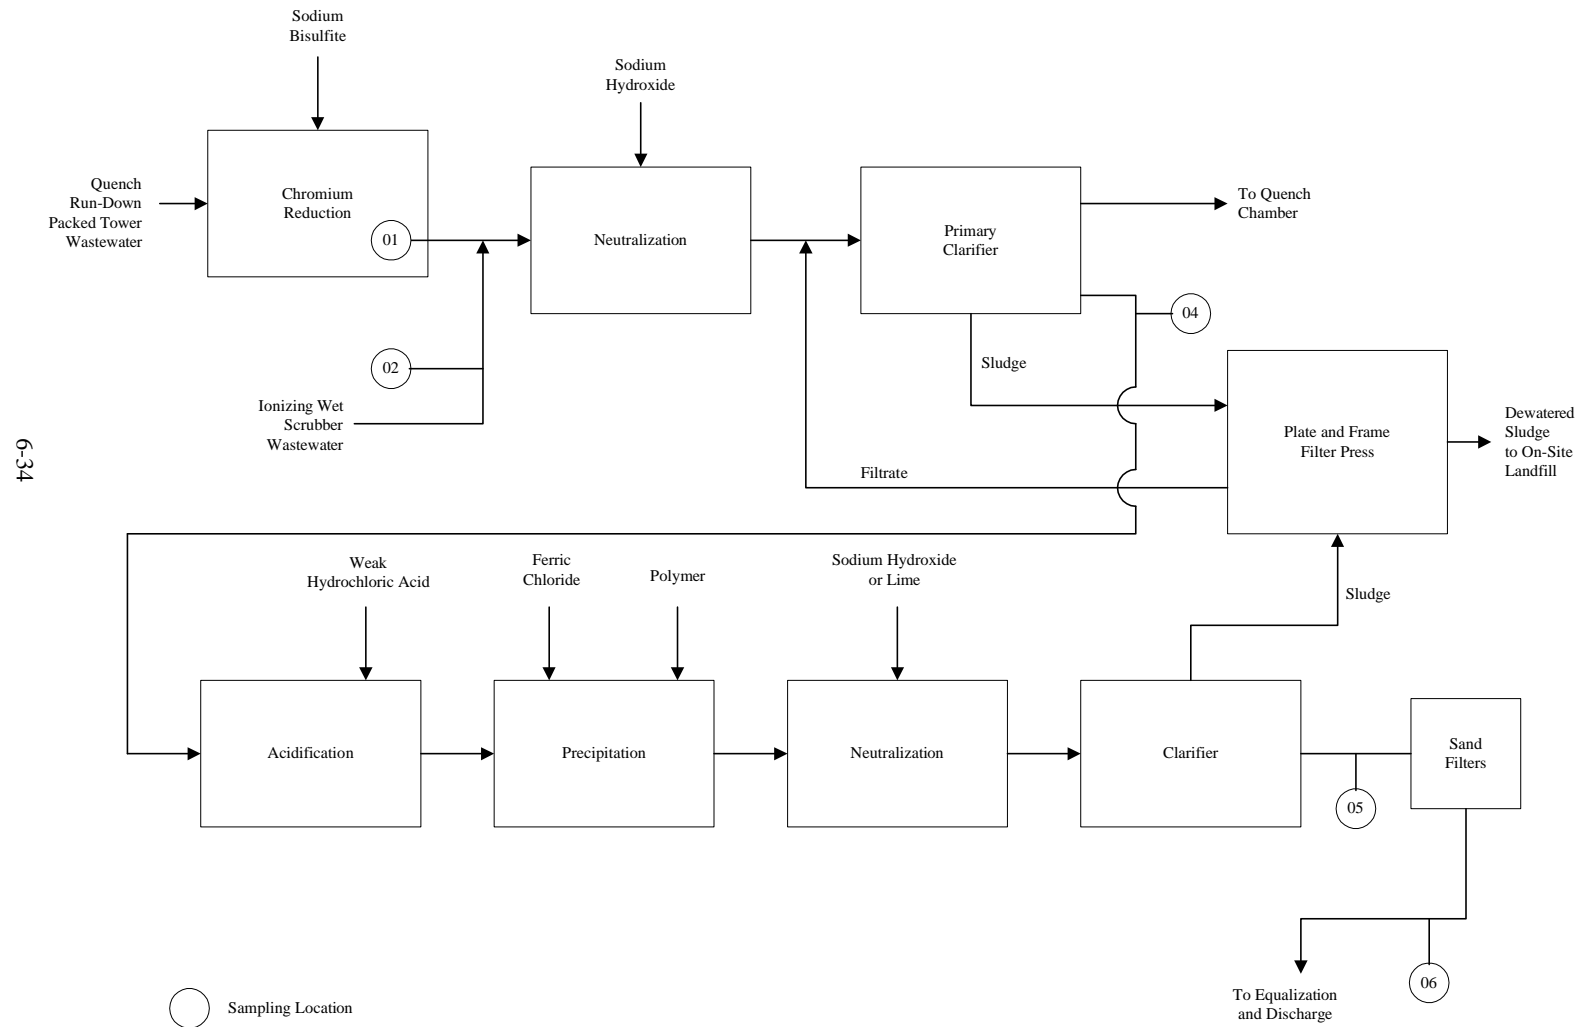 Sodium
Bisulfite
Sodium
Hydroxide
Quench
Run-Down
Packed Tower
Wastewater
Chromium
Reduction
01
Neutralization
Primary
Clarifier
To Quench
Chamber
04
02
Sludge
Ionizing Wet
Scrubber
Wastewater
Plate and Frame
Filter Press
Dewatered
Sludge
to On-Site
Landfill
Filtrate
6-34
Weak
Hydrochloric Acid
Ferric
Chloride
Polymer
Sodium Hydroxide
or Lime
Sludge
Acidification
Precipitation
Neutralization
Clarifier
Sand
Filters
05
06
To Equalization
and Discharge
Sampling Location